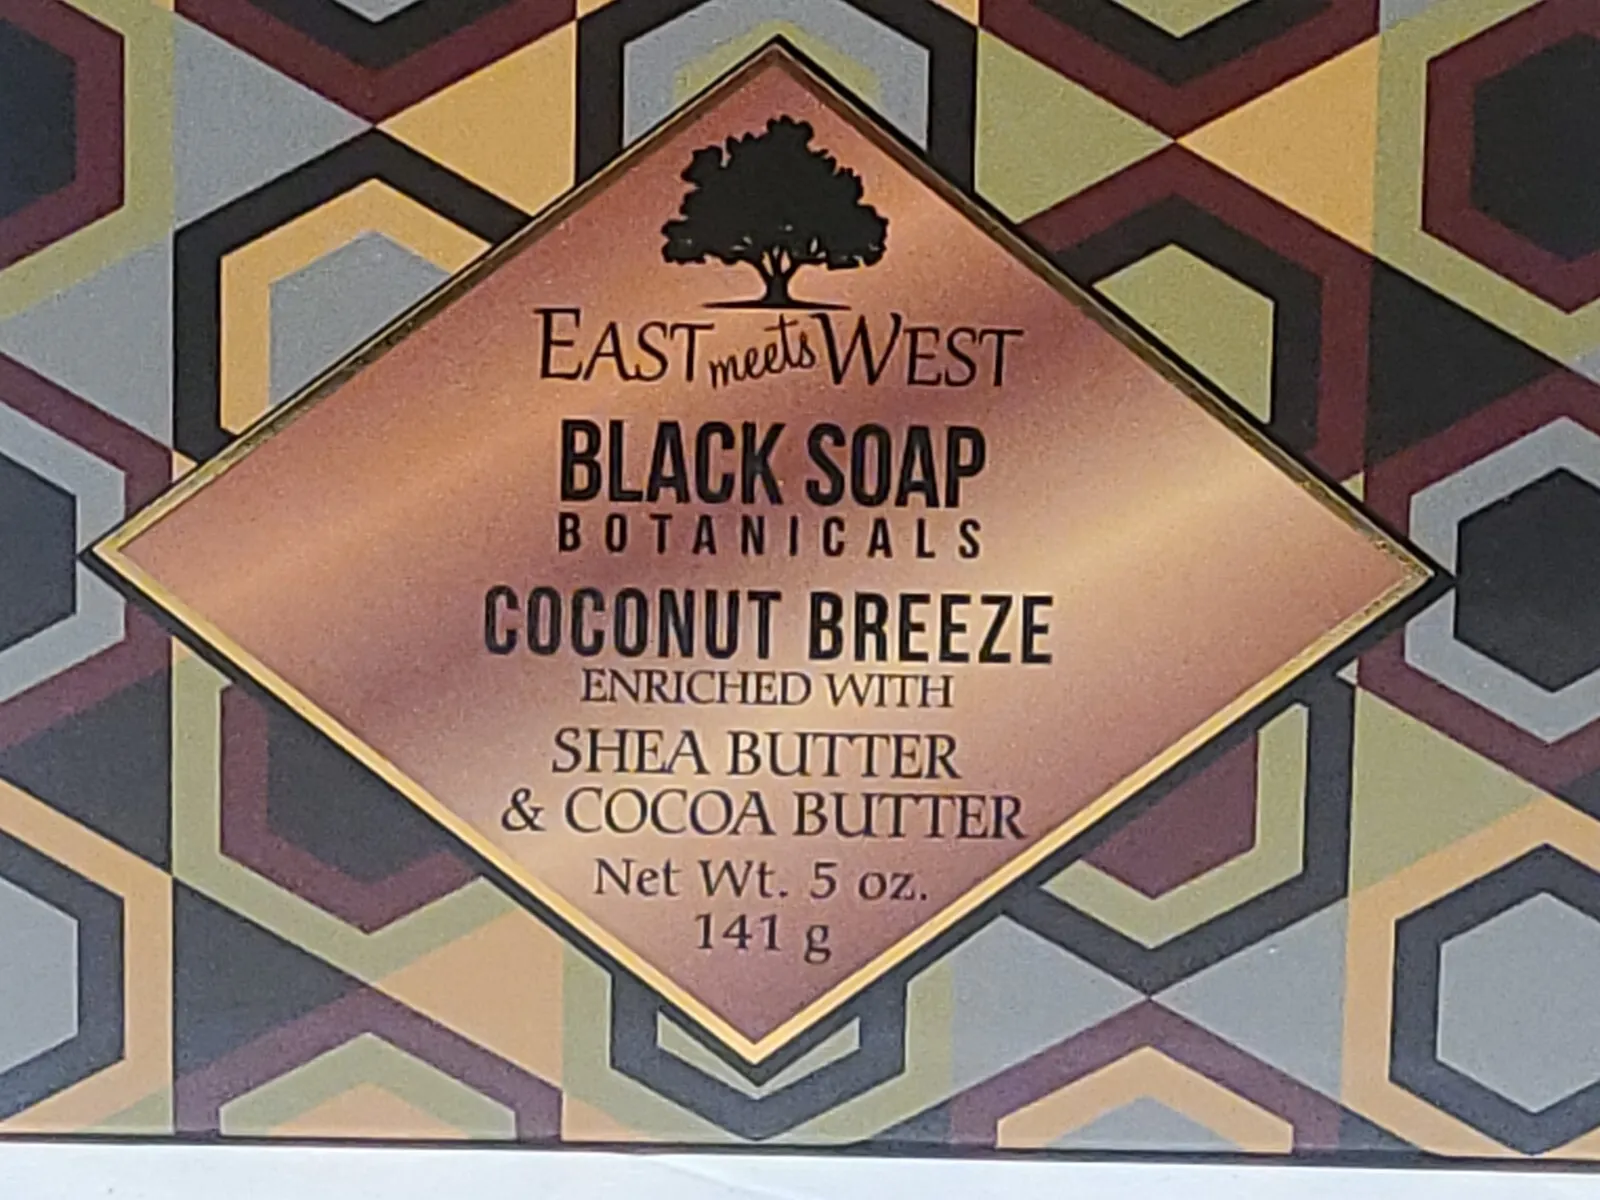 EAST meets WEST
BLACK SOAP
BOTANICALS
COCONUT BREEZE
ENRICHED WITH
SHEA BUTTER
& COCOA BUTTER
Net Wt. 5 oz.
141 g